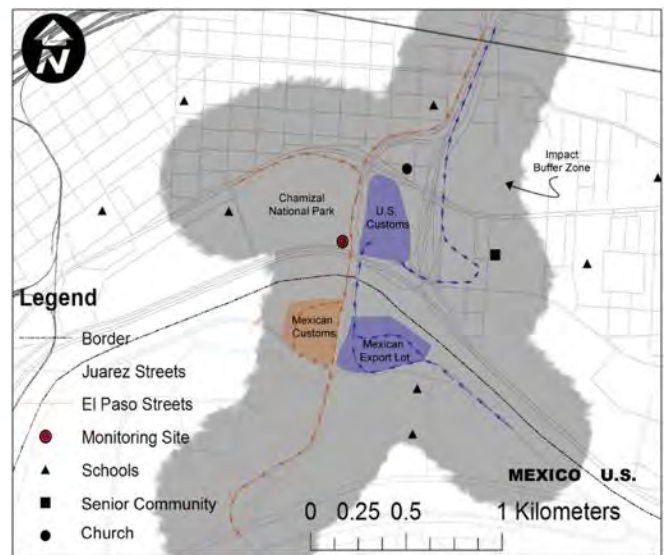 N
Impact
Buffer Zone
Chamizal
National Park
U.S.
Customs
Legend
Mexican
Customs
Mexican
Export Lot
Border
Juarez Streets
El Paso Streets
Monitoring Site
Schools
Senior Community
Church
MEXICO U.S.
0 0.25 0.5 1 Kilometers